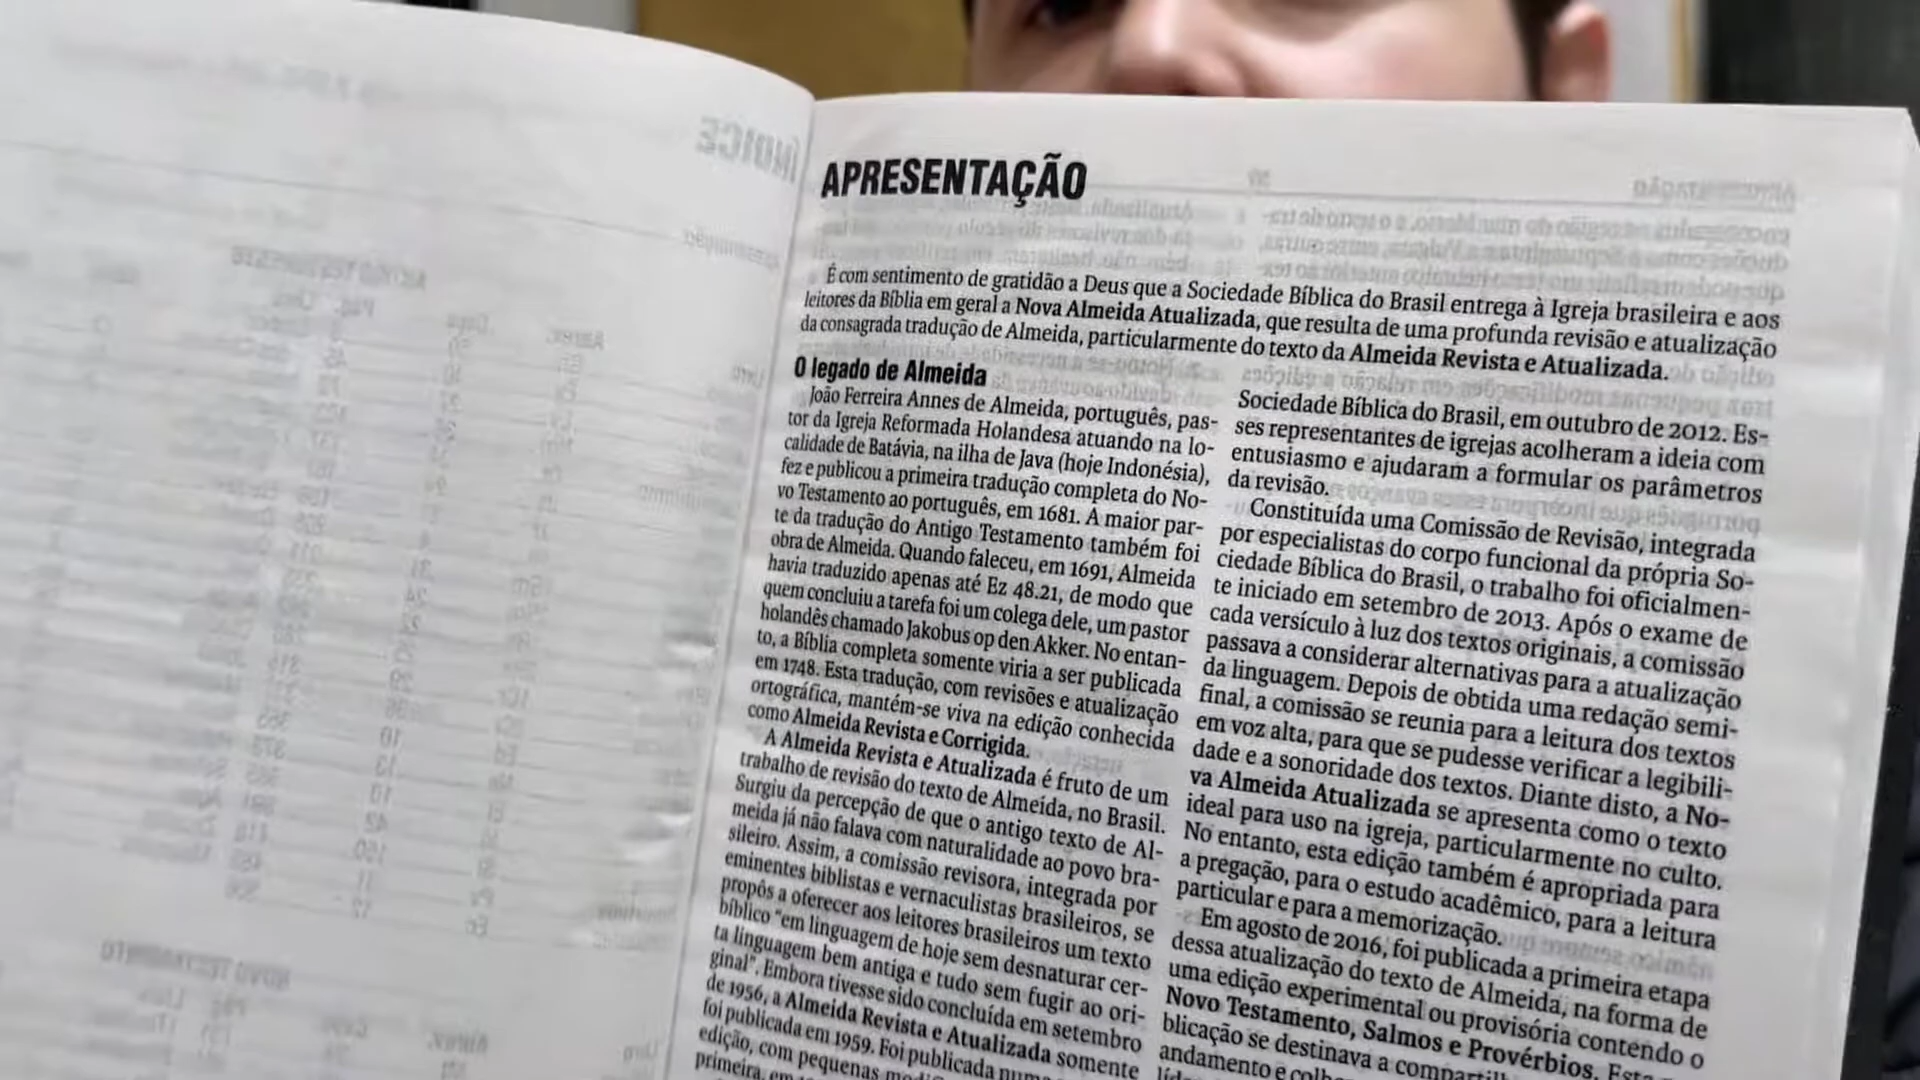 APRESENTAÇÃO
É com sentimento de gratidão a Deus que a Sociedade Bíblica do Brasil entrega à Igreja brasileira e aos
leitores da Bíblia em geral a Nova Almeida Atualizada, que resulta de uma profunda revisão e atualização
da consagrada tradução de Almeida, particularmente do texto da Almeida Revista e Atualizada.
O legado de Almeida
João Ferreira Annes de Almeida, português, pas-
tor da Igreja Reformada Holandesa atuando na lo-
calidade de Batávia, na ilha de Java (hoje Indonésia),
fez e publicou a primeira tradução completa do No-
vo Testamento ao português, em 1681. A maior par-
te da tradução do Antigo Testamento também foi
obra de Almeida. Quando faleceu, em 1691, Almeida
havia traduzido apenas até Ez 48.21, de modo que
quem concluiu a tarefa foi um colega dele, um pastor
holandês chamado Jakobus op den Akker. No entan-
to, a Bíblia completa somente viria a ser publicada
em 1748. Esta tradução, com revisões e atualização
ortográfica, mantém-se viva na edição conhecida
como Almeida Revista e Corrigida.
A Almeida Revista e Atualizada é fruto de um
trabalho de revisão do texto de Almeida, no Brasil.
Surgiu da percepção de que o antigo texto de Al-
meida já não falava com naturalidade ao povo bra-
sileiro. Assim, a comissão revisora, integrada por
eminentes biblistas e vernaculistas brasileiros, se
propôs a oferecer aos leitores brasileiros um texto
bíblico "em linguagem de hoje sem desnaturar cer-
ta linguagem bem antiga e tudo sem fugir ao ori-
ginal". Embora tivesse sido concluída em setembro
de 1956, a Almeida Revista e Atualizada somente
foi publicada em 1959. Foi publicada numa
edição, com pequenas
primeira, em
Sociedade Bíblica do Brasil, em outubro de 2012. Es-
ses representantes de igrejas acolheram a ideia com
entusiasmo e ajudaram a formular os parâmetros
da revisão.
Constituída uma Comissão de Revisão, integrada
por especialistas do corpo funcional da própria So-
ciedade Bíblica do Brasil, o trabalho foi oficialmen-
te iniciado em setembro de 2013. Após o exame de
cada versículo à luz dos textos originais, a comissão
passava a considerar alternativas para a atualização
da linguagem. Depois de obtida uma redação semi-
final, a comissão se reunia para a leitura dos textos
em voz alta, para que se pudesse verificar a legibili-
dade e a sonoridade dos textos. Diante disto, a No-
va Almeida Atualizada se apresenta como o texto
ideal para uso na igreja, particularmente no culto.
No entanto, esta edição também é apropriada para
a pregação, para o estudo acadêmico, para a leitura
particular e para a memorização.
Em agosto de 2016, foi publicada a primeira etapa
dessa atualização do texto de Almeida, na forma de
uma edição experimental ou provisória contendo o
Novo Testamento, Salmos e Provérbios. Esta
blicação se destinava a
andamento e